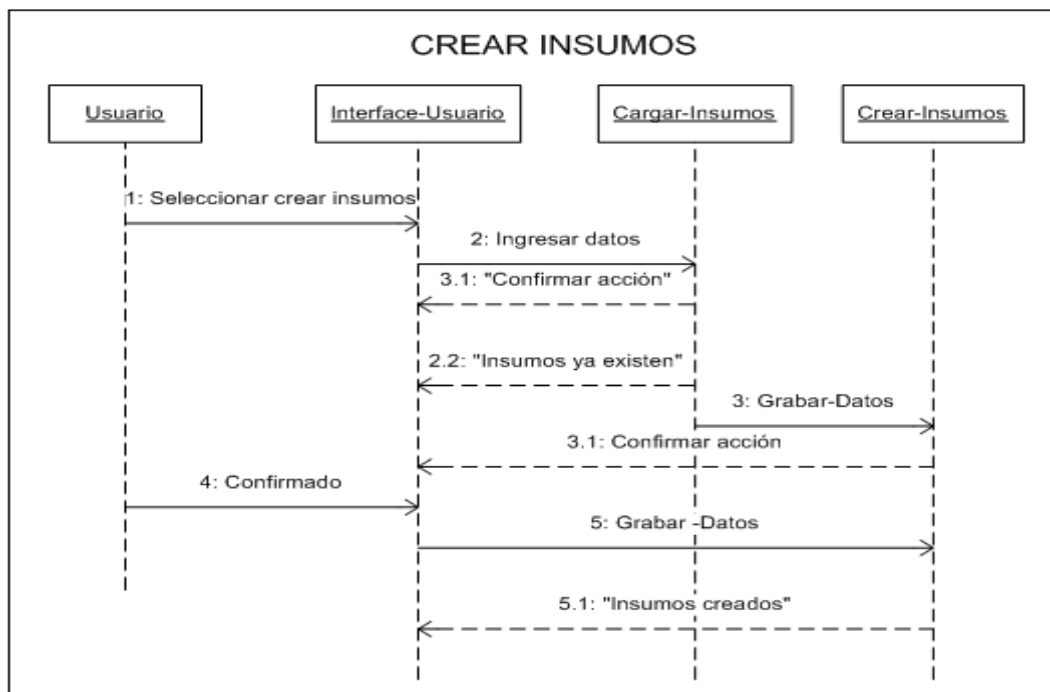 CREAR INSUMOS
Usuario
Interface-Usuario
Cargar-Insumos
Crear-Insumos
1: Seleccionar crear insumos
2: Ingresar datos
3.1: "Confirmar acción"
2.2: "Insumos ya existen"
3: Grabar-Datos
3.1: Confirmar acción
4: Confirmado
5: Grabar -Datos
5.1: "Insumos creados"